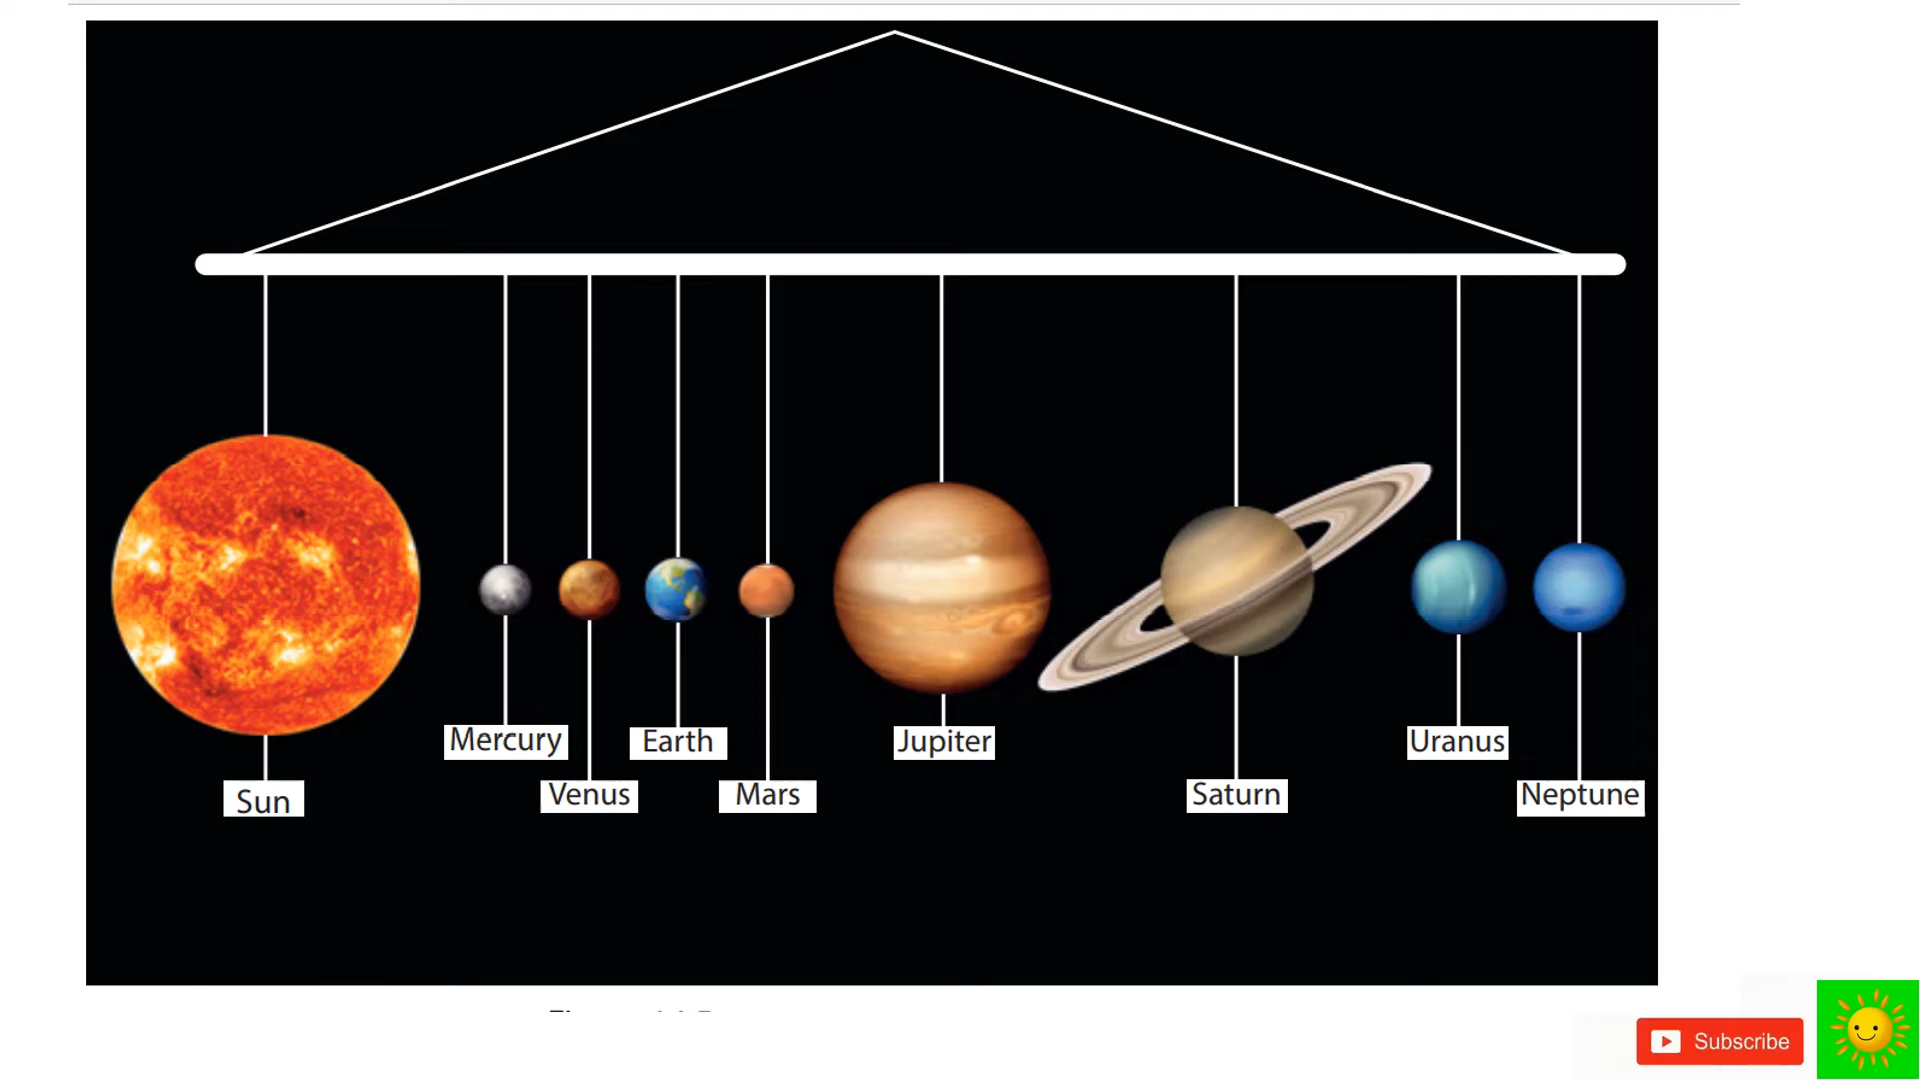 Mercury
Earth
Jupiter
Uranus
Sun
Venus
Mars
Saturn
Neptune
Subscribe